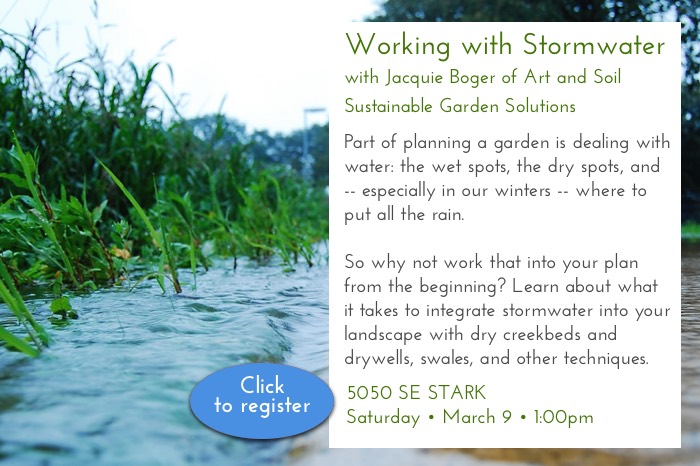 Working with Stormwater
with Jacquie Boger of Art and Soil
Sustainable Garden Solutions
Part of planning a garden is dealing with
water: the wet spots, the dry spots, and
-- especially in our winters -- where to
put all the rain.
So why not work that into your plan
from the beginning? Learn about what
it takes to integrate stormwater into your
landscape with dry creekbeds and
drywells, swales, and other techniques.
Click
to register
5050 SE STARK
Saturday • March 9 • 1:00pm